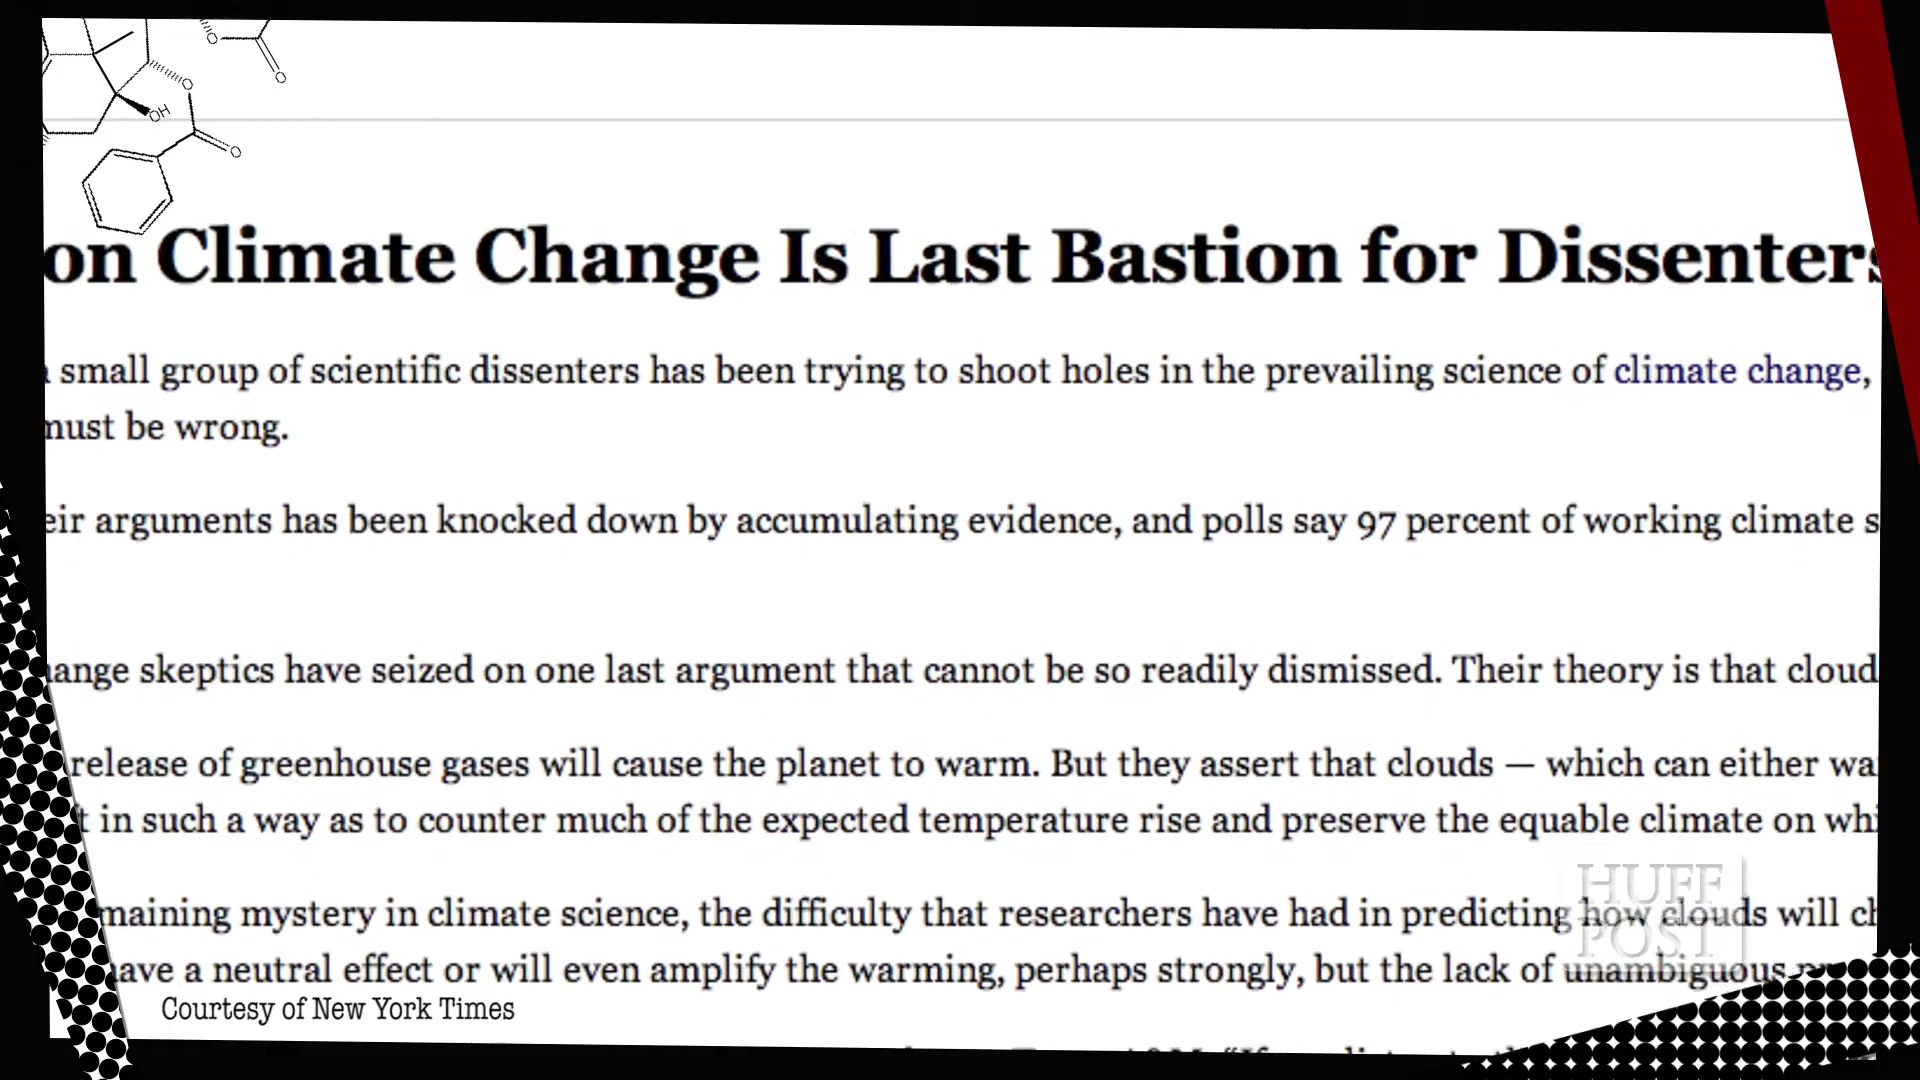 OH
on Climate Change Is Last Bastion for Dissenters
small group of scientific dissenters has been trying to shoot holes in the prevailing science of climate change,
must be wrong.
eir arguments has been knocked down by accumulating evidence, and polls say 97 percent of working climate s
ange skeptics have seized on one last argument that cannot be so readily dismissed. Their theory is that cloud
release of greenhouse gases will cause the planet to warm. But they assert that clouds — which can either wa
t in such a way as to counter much of the expected temperature rise and preserve the equable climate on whi
maining mystery in climate science, the difficulty that researchers have had in predicting how clouds will ch
have a neutral effect or will even amplify the warming, perhaps strongly, but the lack of unambiguous
HUFF
POST
Courtesy of New York Times